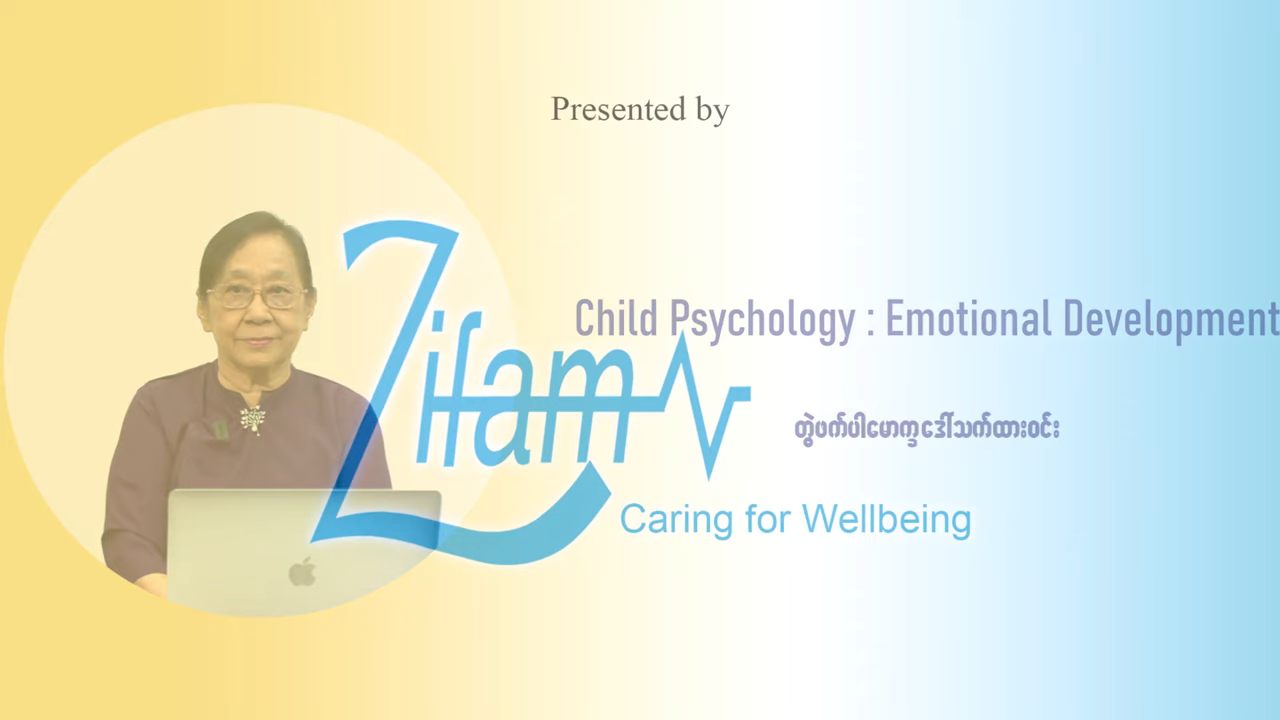 Presented by
Child Psychology : Emotional Development
Zifam
တွဲဖက်ပါမောက္ခ ဒေါ်သက်ထားဝင်း
Caring for Wellbeing